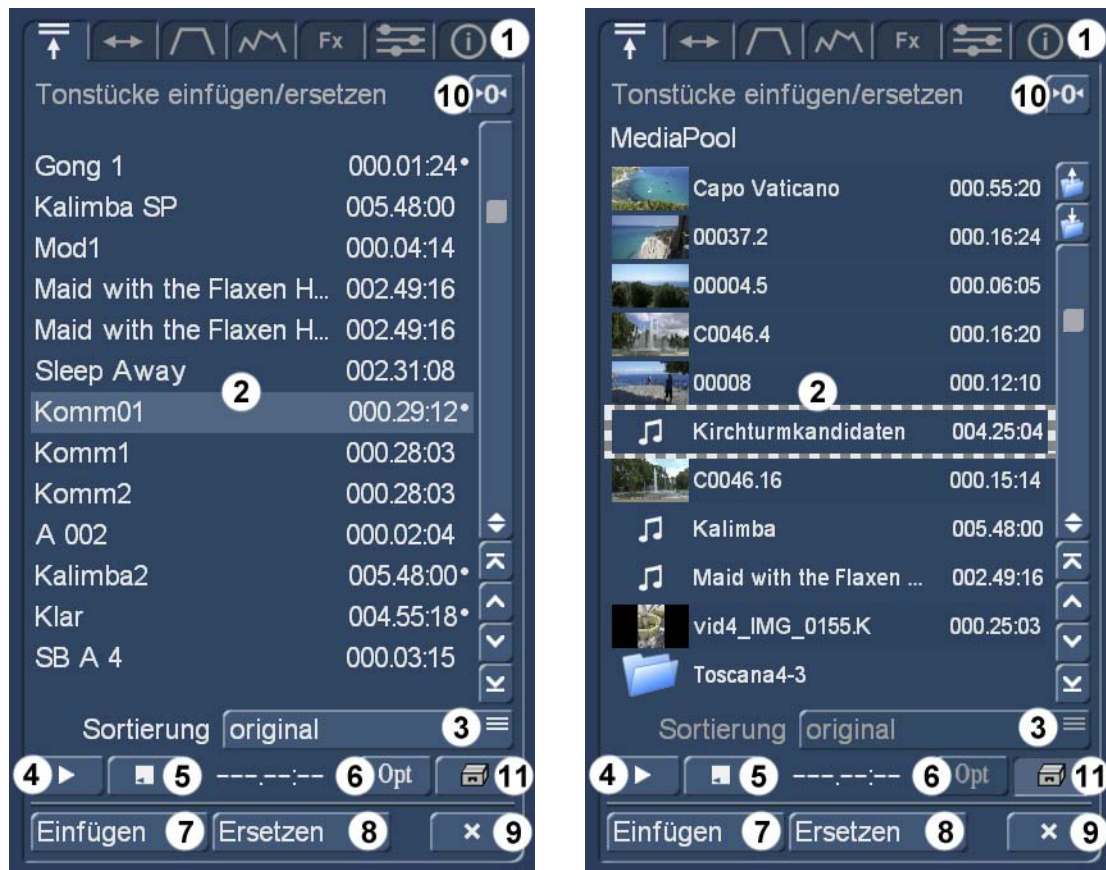 Fx
1
Tonstücke einfügen/ersetzen 10 0
Gong 1 000.01:24•
Kalimba SP 005.48:00
Mod1 000.04:14
Maid with the Flaxen H... 002.49:16
Maid with the Flaxen H... 002.49:16
Sleep Away 002.31:08
2
Komm01 000.29:12•
Komm1 000.28:03
Komm2 000.28:03
A 002 000.02:04
Kalimba2 005.48:00•
Klar 004.55:18•
SB A 4 000.03:15
Sortierung original 3
4 5 ---.--:-- 6 Opt 11
Einfügen 7 Ersetzen 8 × 9
Fx
1
Tonstücke einfügen/ersetzen 10 0
MediaPool
Capo Vaticano 000.55:20
00037.2 000.16:24
00004.5 000.06:05
C0046.4 000.16:20
00008 2 000.12:10
Kirchturmkandidaten 004.25:04
C0046.16 000.15:14
Kalimba 005.48:00
Maid with the Flaxen ... 002.49:16
vid4_IMG_0155.K 000.25:03
Toscana4-3
Sortierung original 3
4 5 ---.--:-- 6 Opt 11
Einfügen 7 Ersetzen 8 × 9